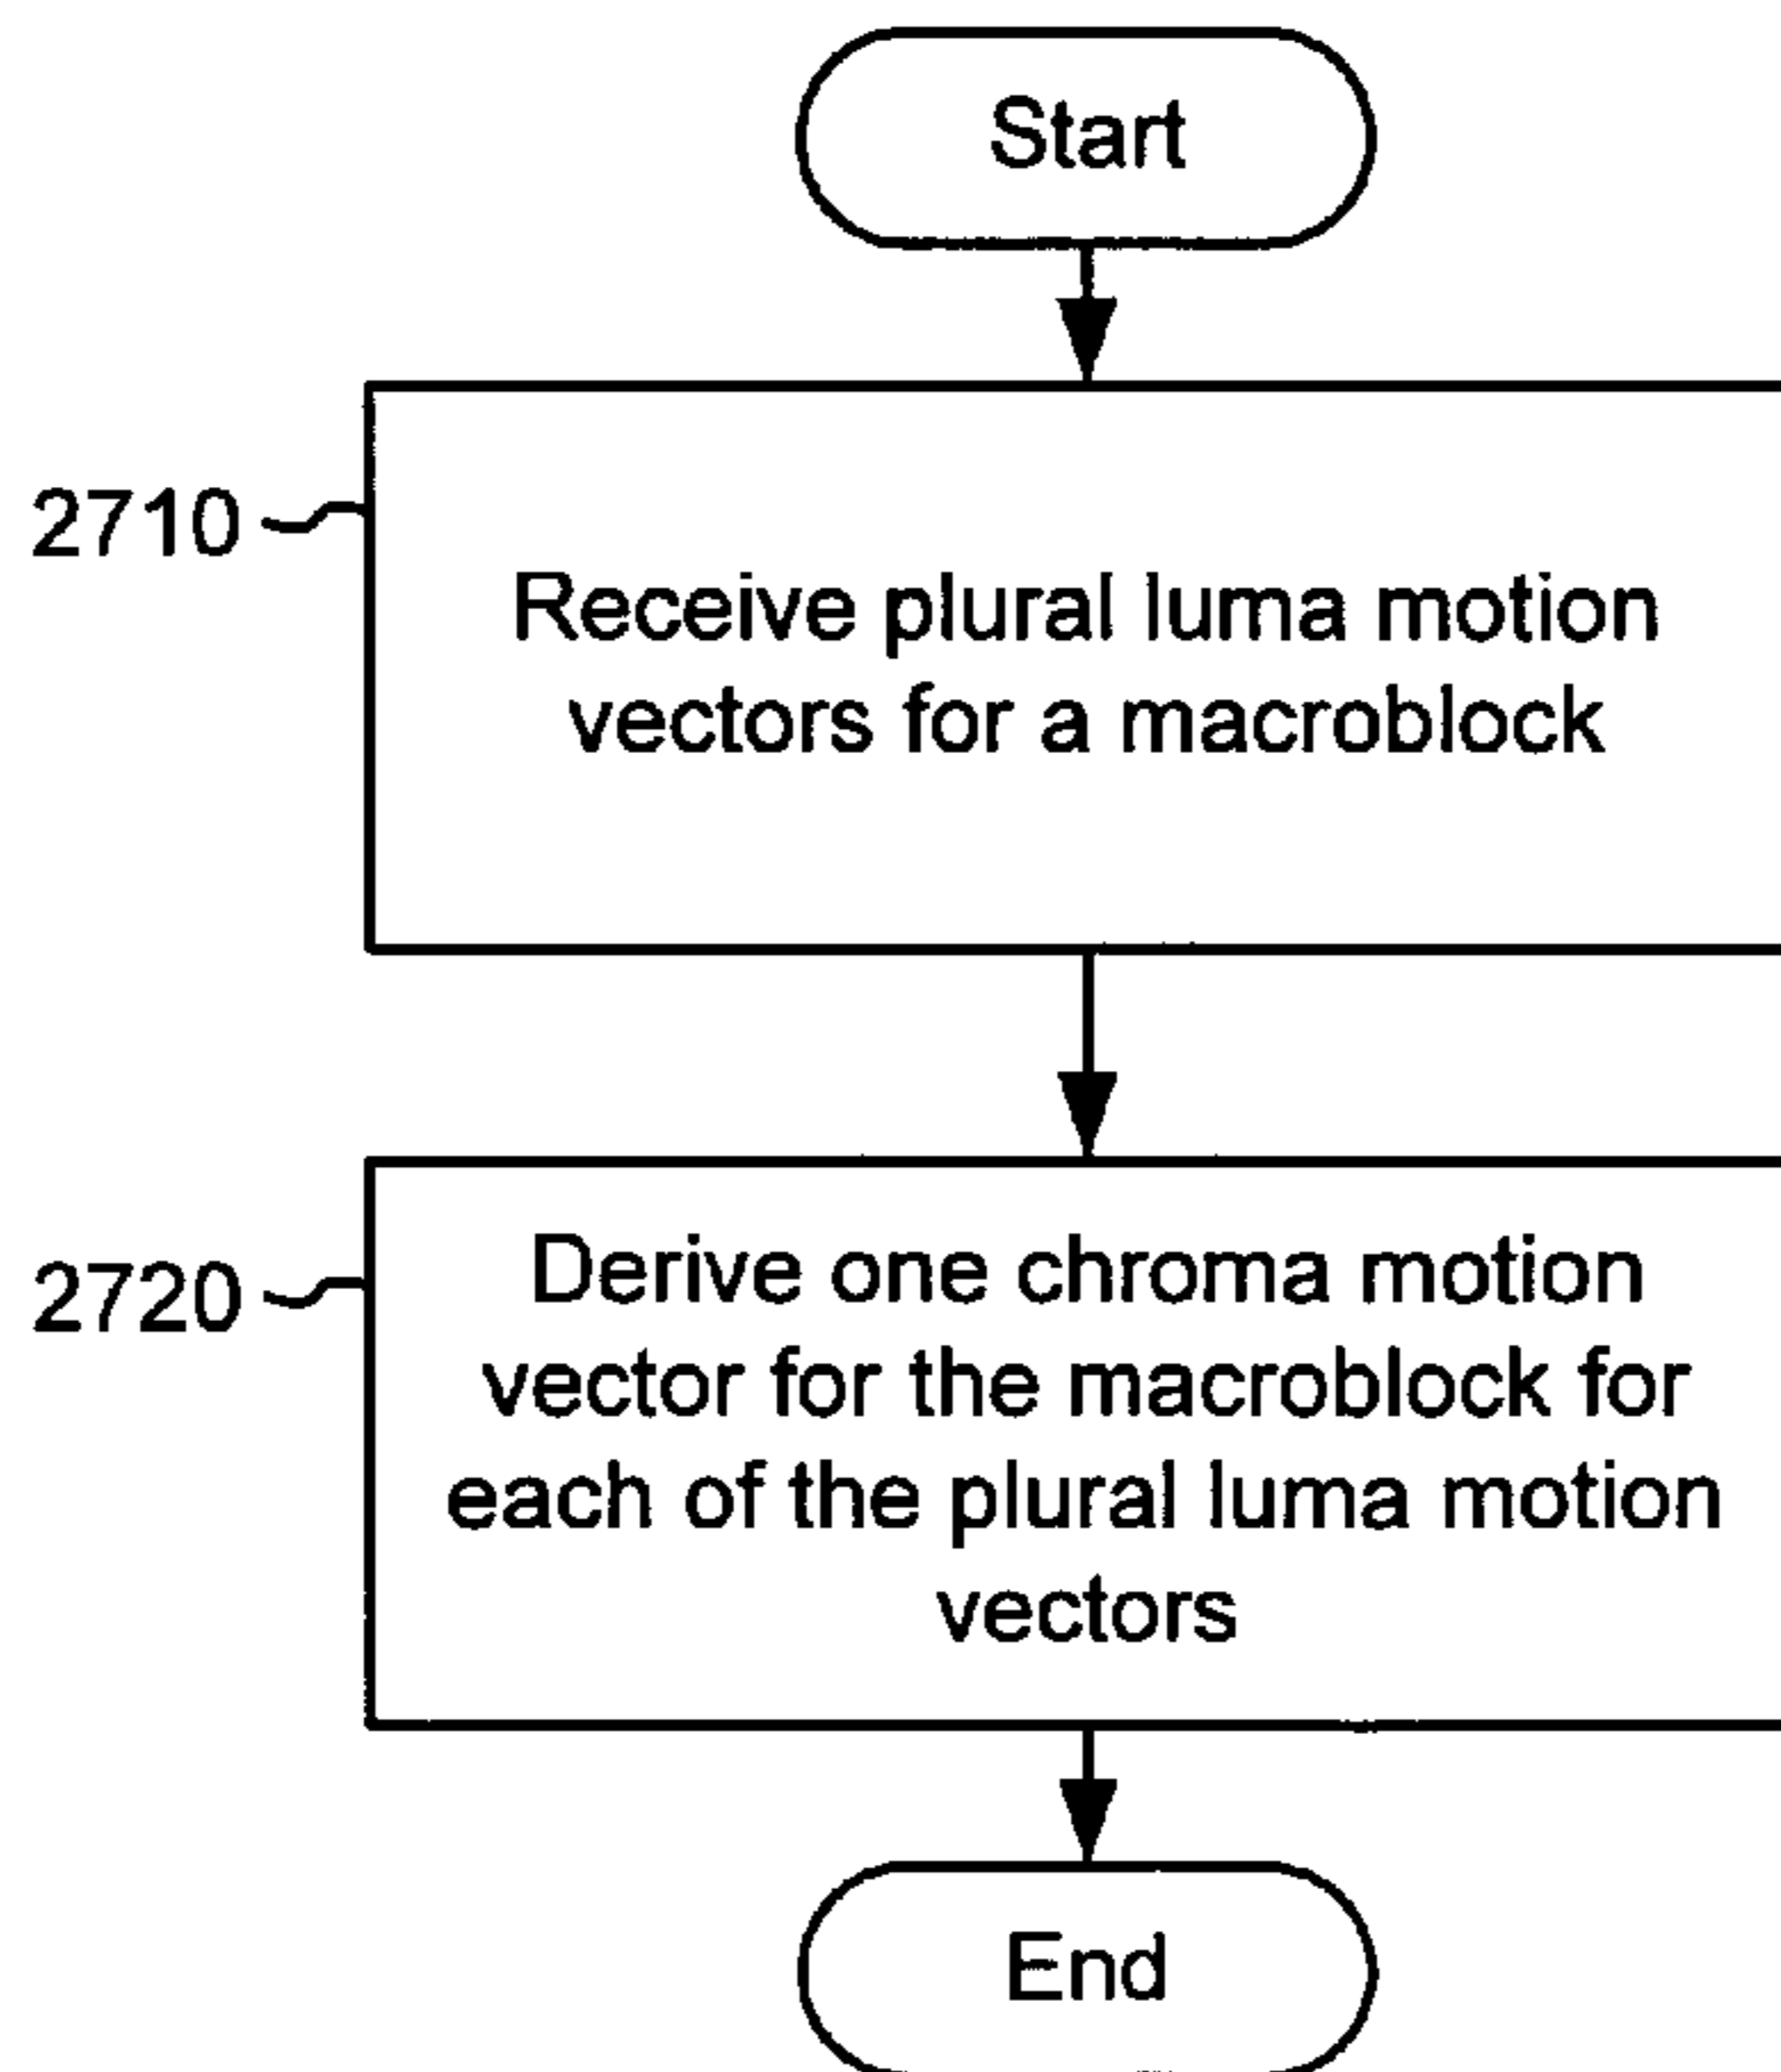 Start
2710
Receive plural luma motion
vectors for a macroblock
2720
Derive one chroma motion
vector for the macroblock for
each of the plural luma motion
vectors
End